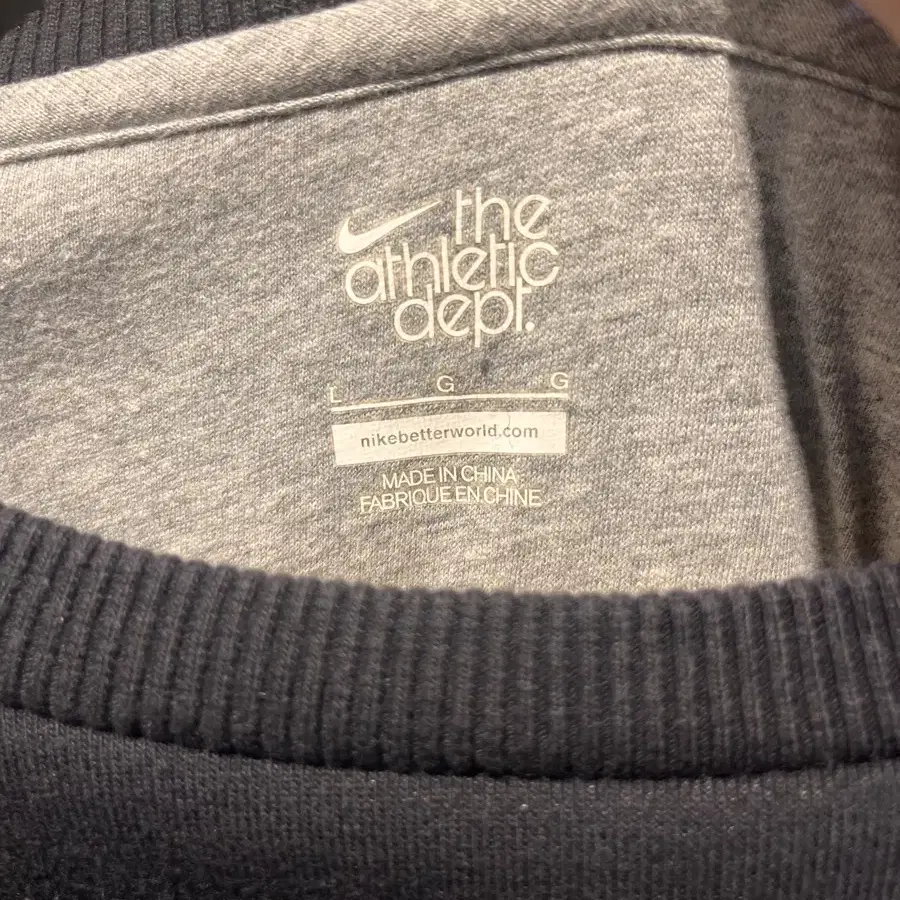 the
athletic
dept.
L G G
nikebetterworld.com
MADE IN CHINA
FABRIQUE EN CHINE